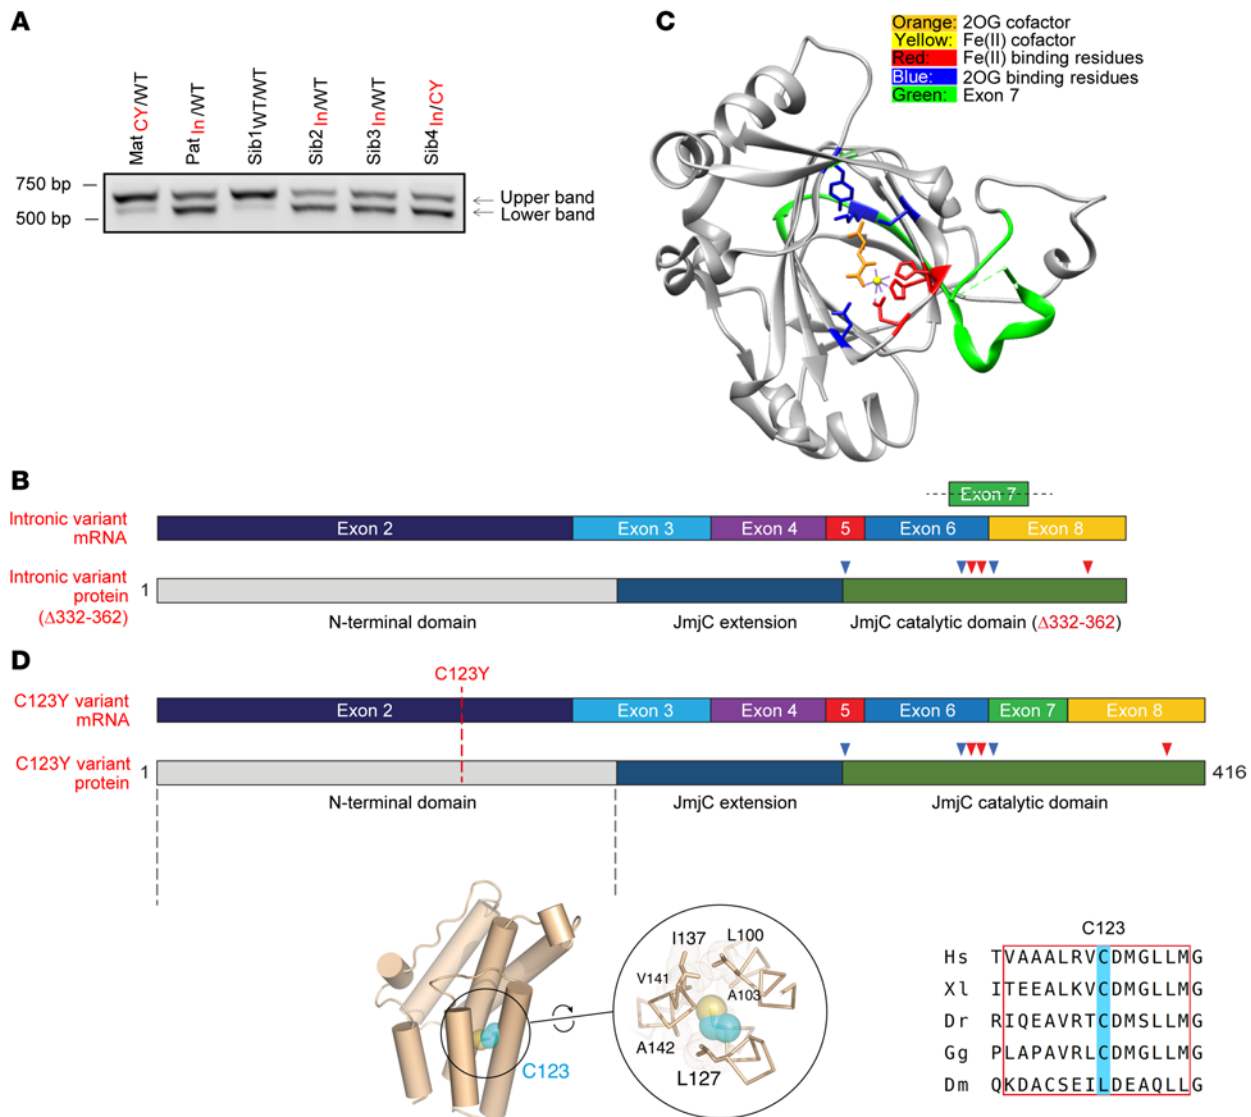 A
Mat CY/WT
Pat In/WT
Sib1 WT/WT
Sib2 In/WT
Sib3 In/WT
Sib4 In/CY
750 bp
500 bp
Upper band
Lower band
C
Orange: 2OG cofactor
Yellow: Fe(II) cofactor
Red: Fe(II) binding residues
Blue: 2OG binding residues
Green: Exon 7
B
Exon 7
Intronic variant
mRNA
Exon 2 Exon 3 Exon 4 5 Exon 6 Exon 8
Intronic variant
protein
(Δ332-362)
1
N-terminal domain JmjC extension JmjC catalytic domain (Δ332-362)
D
C123Y
C123Y variant
mRNA
Exon 2 Exon 3 Exon 4 5 Exon 6 Exon 7 Exon 8
C123Y variant
protein
1 416
N-terminal domain JmjC extension JmjC catalytic domain
C123
I137 L100
V141 A103
A142
L127
C123
Hs TVAAALRVCDMGLLMG
Xl ITEEALKVCDMGLLMG
Dr RIQEAVRTCDMSLLMG
Gg PLAPAVRLCDMGLLMG
Dm QKDACSEILDEAQLLG